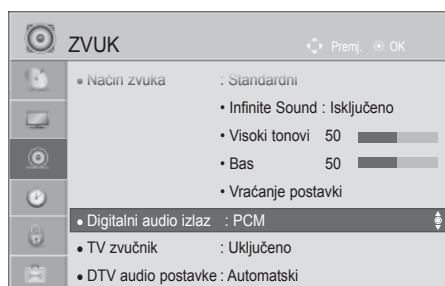 ZVUK
Premj. OK
• Način zvuka : Standardni
• Infinite Sound : Isključeno
• Visoki tonovi 50
• Bas 50
• Vraćanje postavki
• Digitalni audio izlaz : PCM
• TV zvučnik : Uključeno
• DTV audio postavke : Automatski